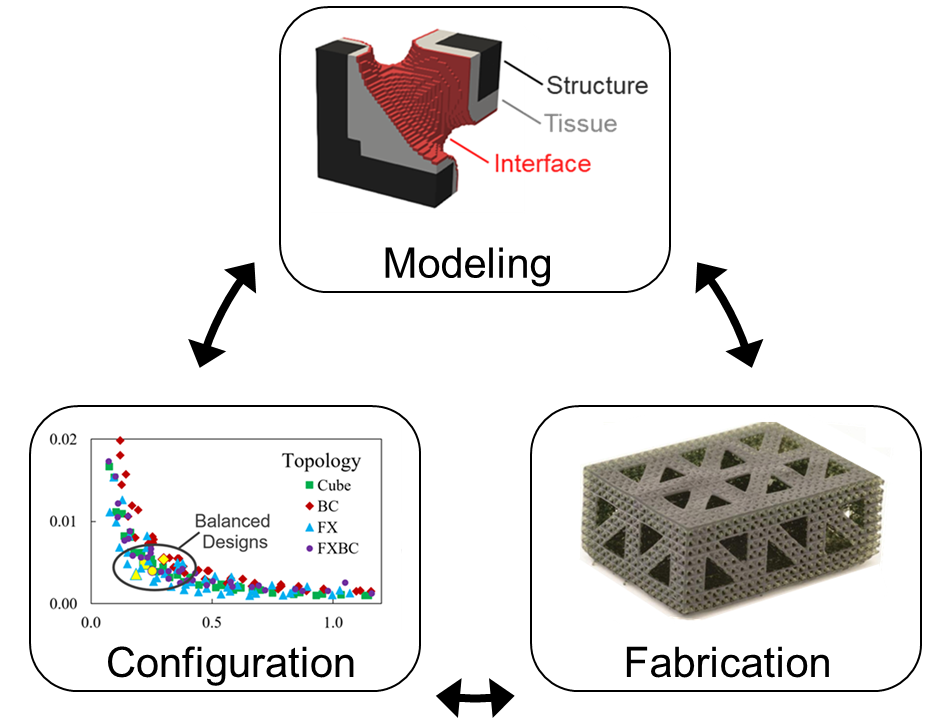 Structure
Tissue
Interface
Modeling
0.02
0.01
0.00
0.0
0.5
1.0
Topology
Cube
BC
FX
FXBC
Balanced
Designs
Configuration
Fabrication